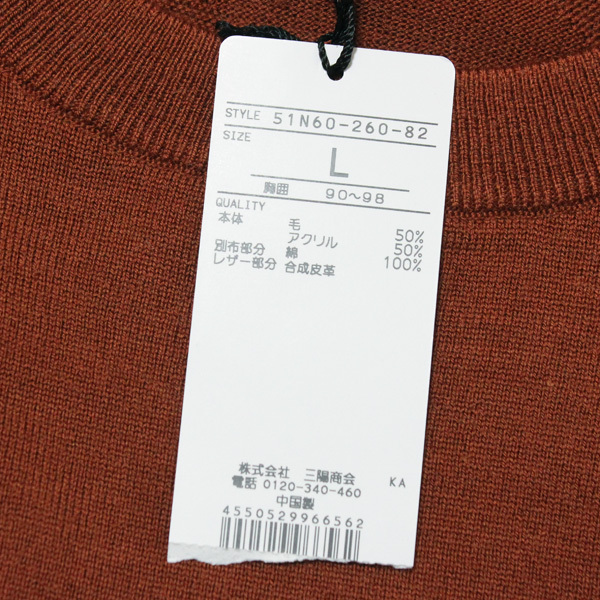 STYLE 51N60-260-82
SIZE
L
胸囲 90〜98
QUALITY
本体 毛 50%
アクリル 50%
別布部分 綿 100%
レザー部分 合成皮革
株式会社 三陽商会
電話 0120-340-460 KA
中国製
4550529966562